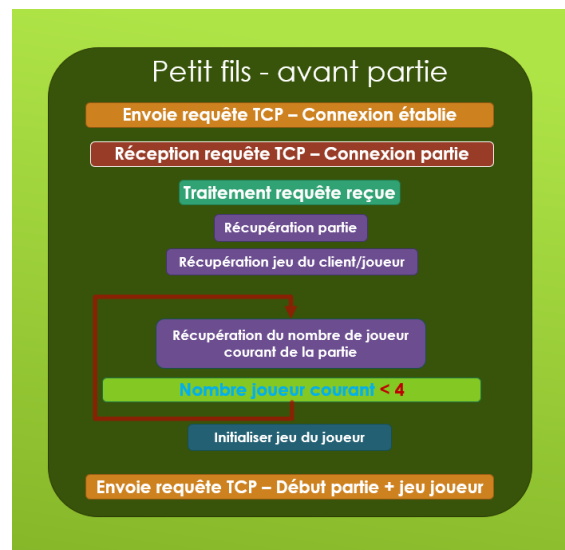 Petit fils - avant partie
Envoie requête TCP – Connexion établie
Réception requête TCP – Connexion partie
Traitement requête reçue
Récupération partie
Récupération jeu du client/joueur
Récupération du nombre de joueur
courant de la partie
Nombre joueur courant < 4
Initialiser jeu du joueur
Envoie requête TCP – Début partie + jeu joueur